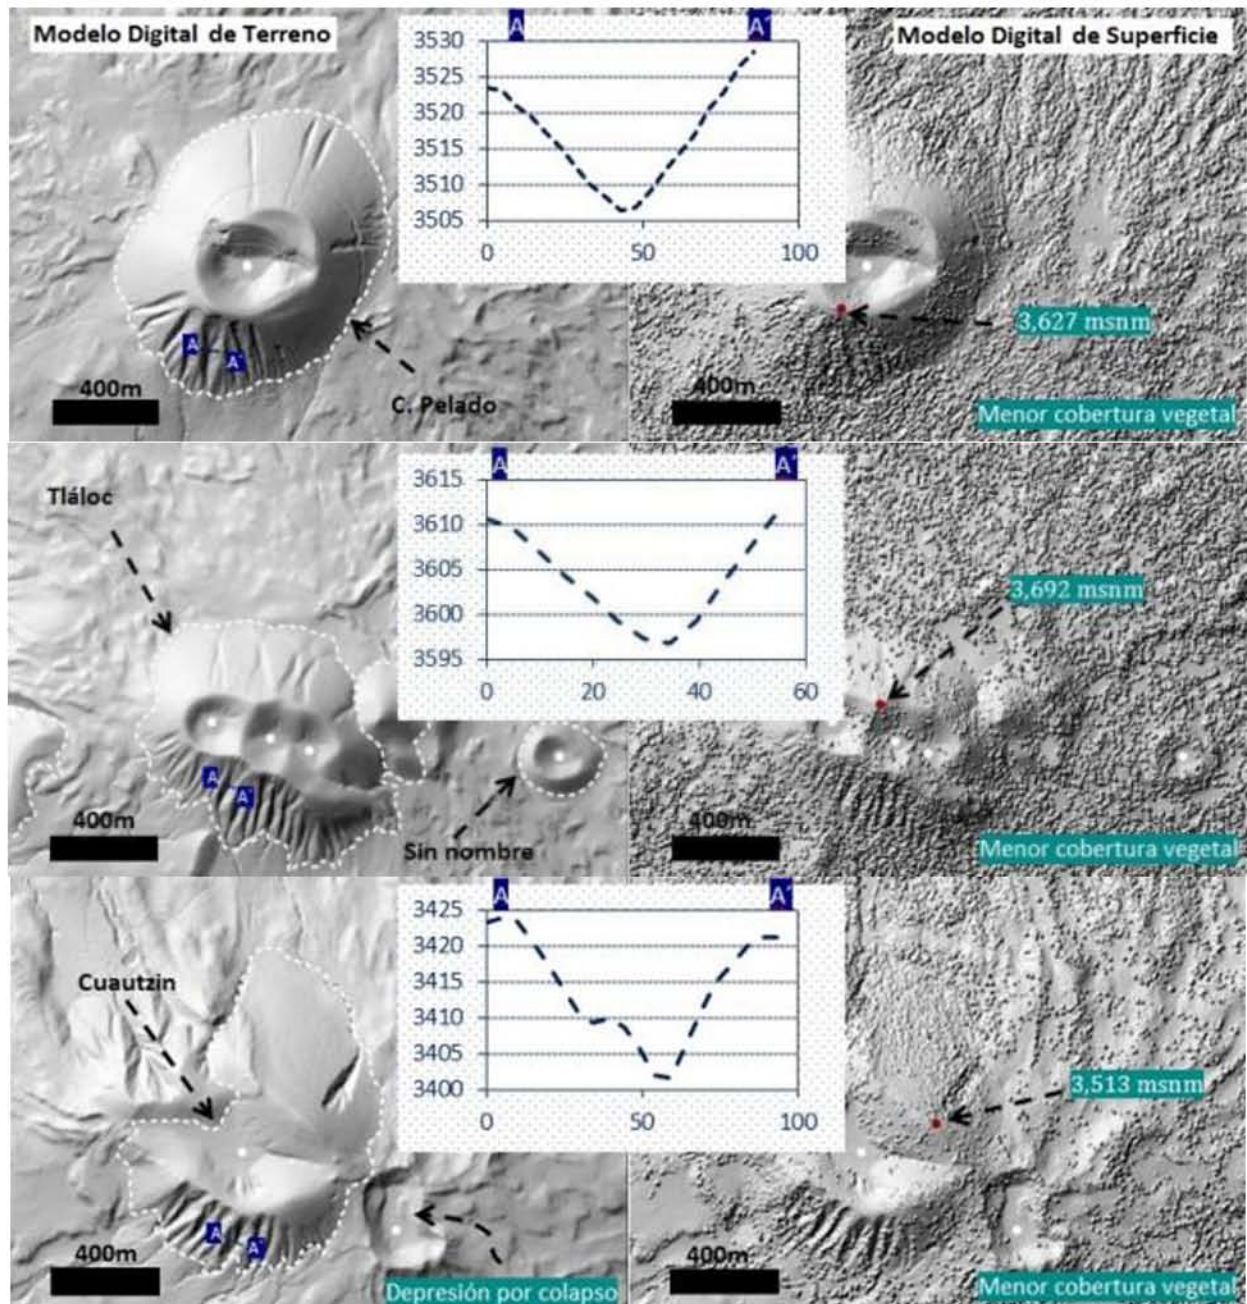 Modelo Digital de Terreno
A
A´
Modelo Digital de Superficie
3530
3525
3520
3515
3510
3505
0
50
100
A
A´
400m
C. Pelado
3,627 msnm
400m
Menor cobertura vegetal
Tláloc
A
A´
3615
3610
3605
3600
3595
0
20
40
60
3,692 msnm
A
A´
400m
Sin nombre
400m
Menor cobertura vegetal
Cuautzin
A
A´
3425
3420
3415
3410
3405
3400
0
50
100
3,513 msnm
A
A´
400m
Depresión por colapso
400m
Menor cobertura vegetal